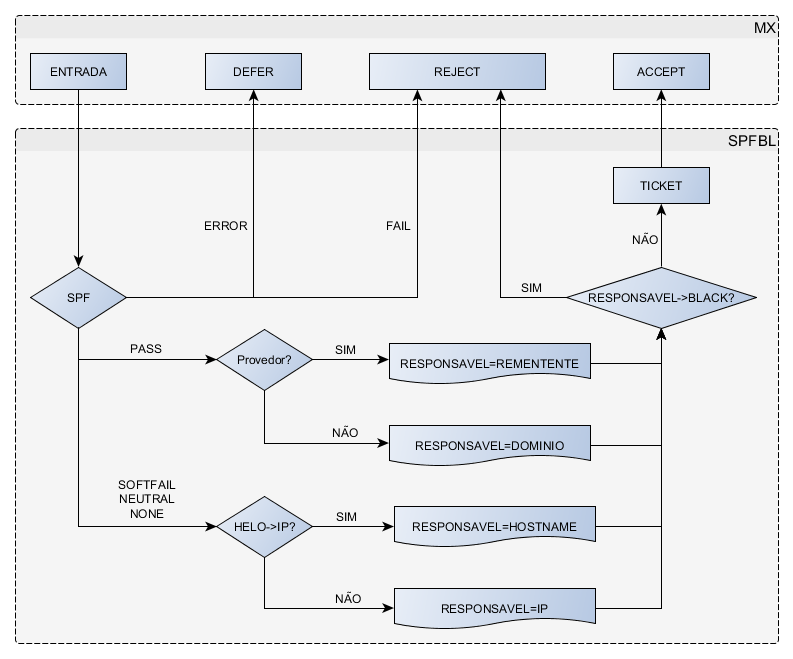 MX
ENTRADA
DEFER
REJECT
ACCEPT
SPFBL
TICKET
ERROR
FAIL
NÃO
SPF
SIM
RESPONSAVEL->BLACK?
PASS
Provedor?
SIM
RESPONSAVEL=REMENTENTE
NÃO
RESPONSAVEL=DOMINIO
SOFTFAIL
NEUTRAL
NONE
HELO->IP?
SIM
RESPONSAVEL=HOSTNAME
NÃO
RESPONSAVEL=IP